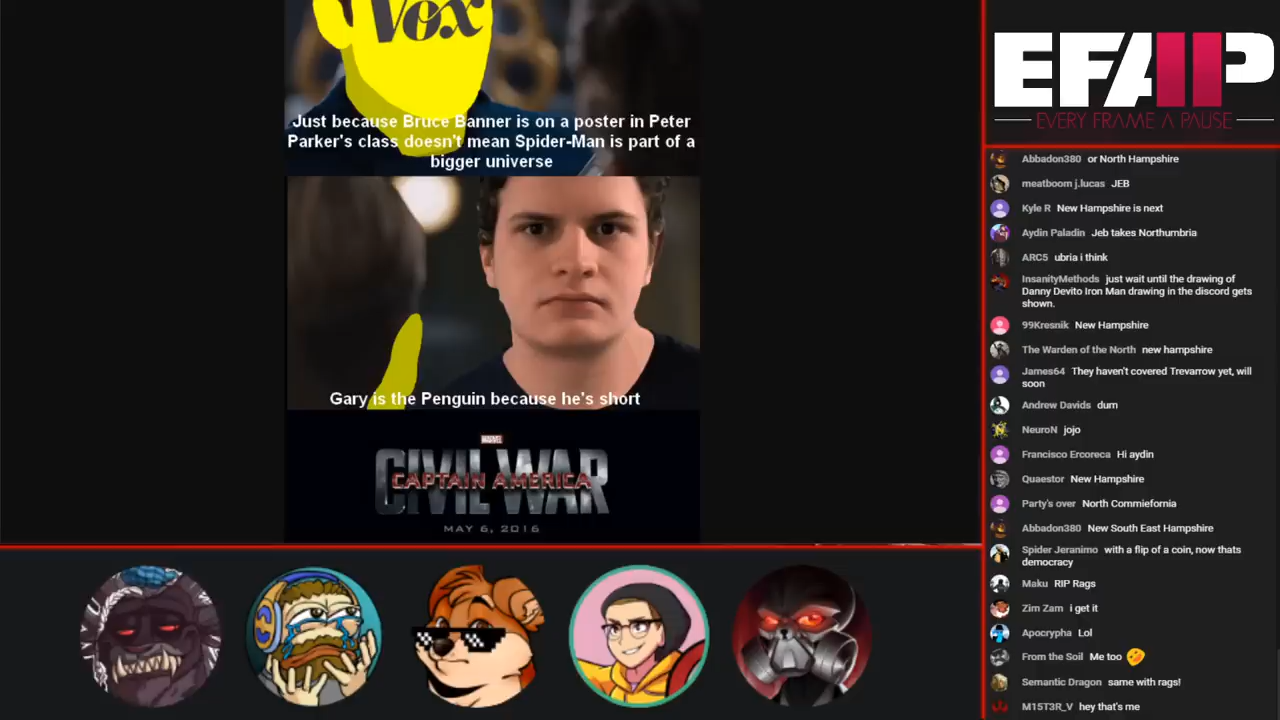 Vox
Just because Bruce Banner is on a poster in Peter
Parker's class doesn't mean Spider-Man is part of a
bigger universe
Gary is the Penguin because he's short
MARVEL
CIVIL WAR
CAPTAIN AMERICA
MAY 6, 2016
EFAP
EVERY FRAME A PAUSE
Abbadon380 or North Hampshire
meatboom j.lucas JEB
Kyle R New Hampshire is next
Aydin Paladin Jeb takes Northumbria
ARC5 ubria i think
InsanityMethods just wait until the drawing of
Danny Devito Iron Man drawing in the discord gets
shown.
99Kresnik New Hampshire
The Warden of the North new hampshire
James64 They haven't covered Trevarrow yet, will
soon
Andrew Davids dum
NeuroN jojo
Francisco Ercoreca Hi aydin
Quaestor New Hampshire
Party's over North Commiefornia
Abbadon380 New South East Hampshire
Spider Jeranimo with a flip of a coin, now thats
democracy
Maku RIP Rags
Zim Zam i get it
Apocrypha Lol
From the Soil Me too
Semantic Dragon same with rags!
M15T3R_V hey that's me